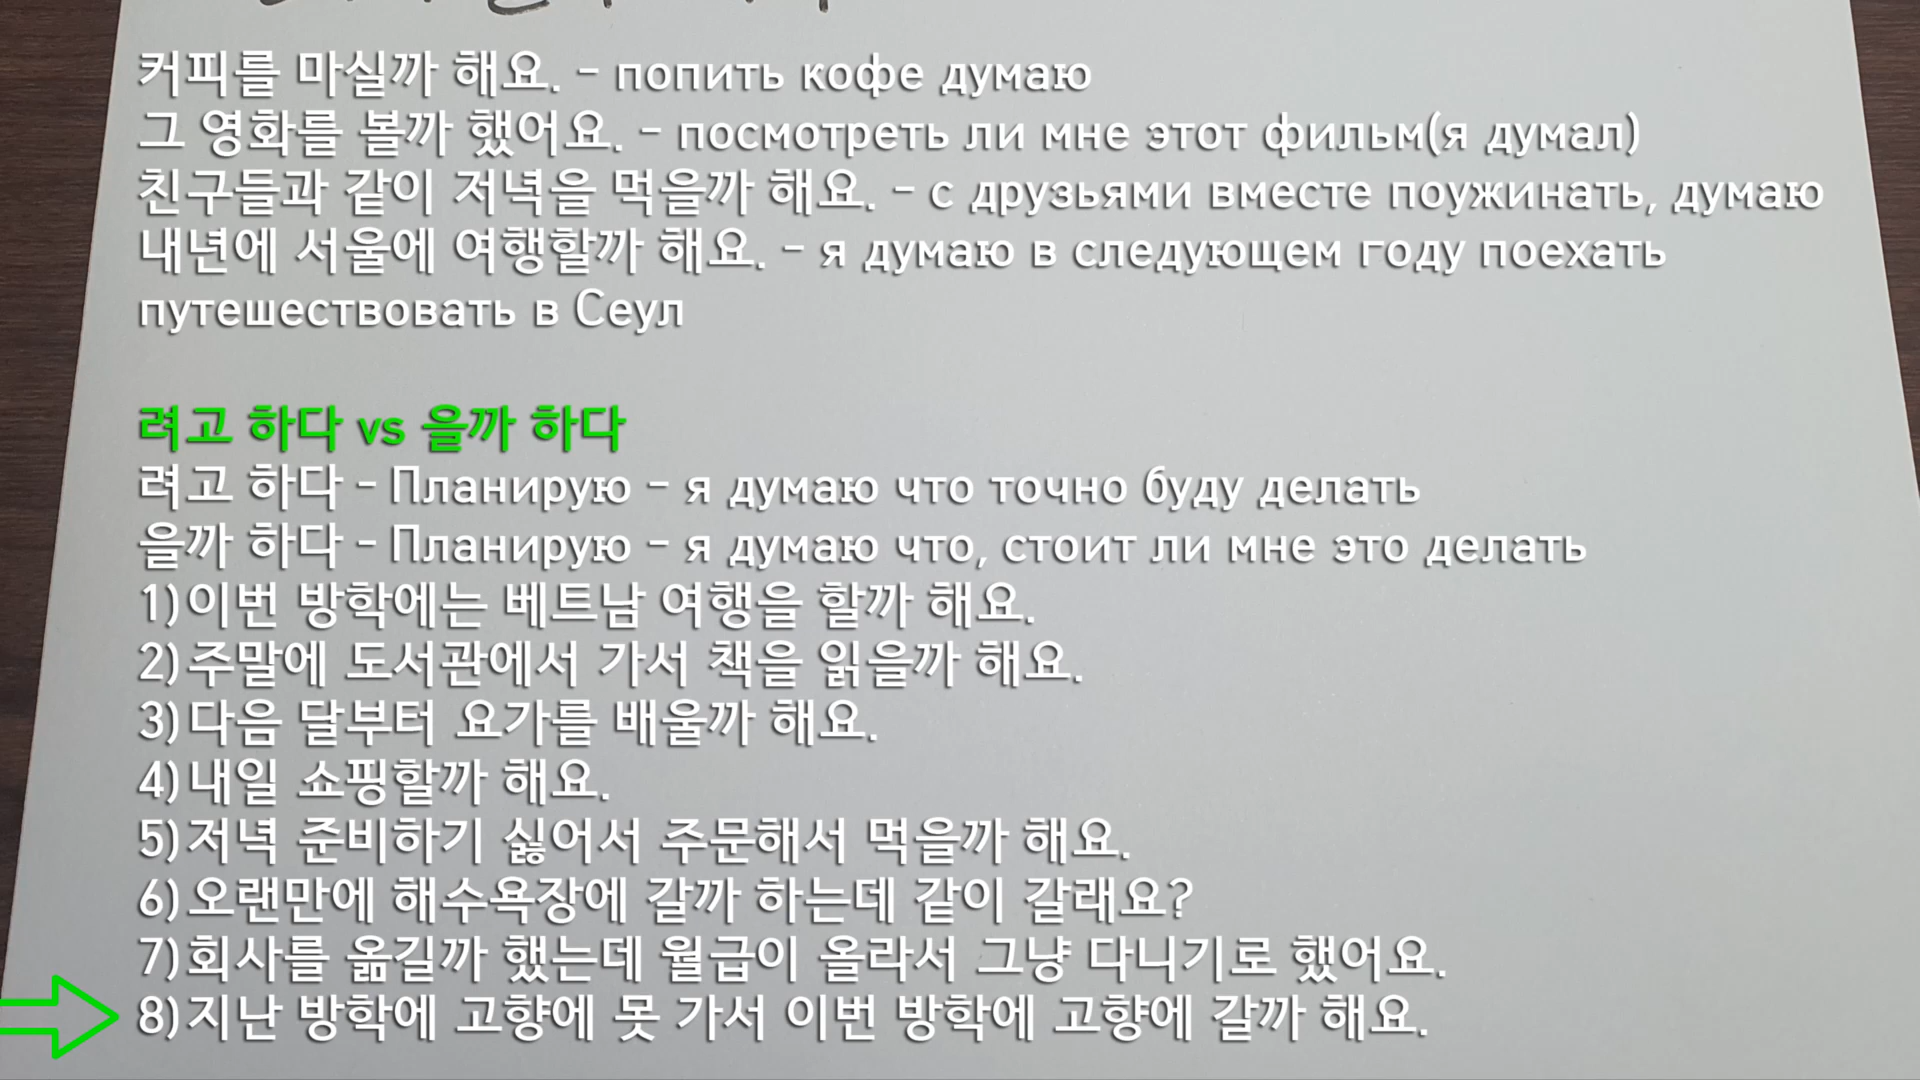 커피를 마실까 해요. - попить кофе думаю
그 영화를 볼까 했어요. - посмотреть ли мне этот фильм(я думал)
친구들과 같이 저녁을 먹을까 해요. - с друзьями вместе поужинать, думаю
내년에 서울에 여행할까 해요. - я думаю в следующем году поехать
путешествовать в Сеул
려고 하다 vs 을까 하다
려고 하다 - Планирую - я думаю что точно буду делать
을까 하다 - Планирую - я думаю что, стоит ли мне это делать
1)이번 방학에는 베트남 여행을 할까 해요.
2)주말에 도서관에서 가서 책을 읽을까 해요.
3)다음 달부터 요가를 배울까 해요.
4)내일 쇼핑할까 해요.
5)저녁 준비하기 싫어서 주문해서 먹을까 해요.
6)오랜만에 해수욕장에 갈까 하는데 같이 갈래요?
7)회사를 옮길까 했는데 월급이 올라서 그냥 다니기로 했어요.
8)지난 방학에 고향에 못 가서 이번 방학에 고향에 갈까 해요.